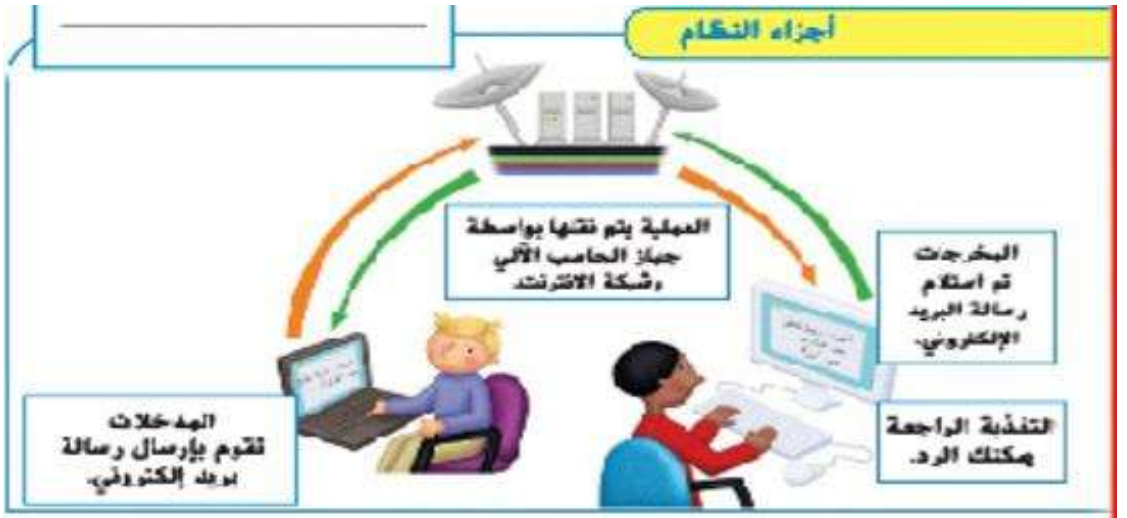 أجزاء النظام
العملية يتم نقلها بواسطة
جهاز الحاسب الآلي
وشبكة الانترنت.
المخرجات
تم استلام
رسالة البريد
الإلكتروني.
المدخلات
تقوم بإرسال رسالة
بريد إلكتروني.
التغذية الراجعة
يمكنك الرد.